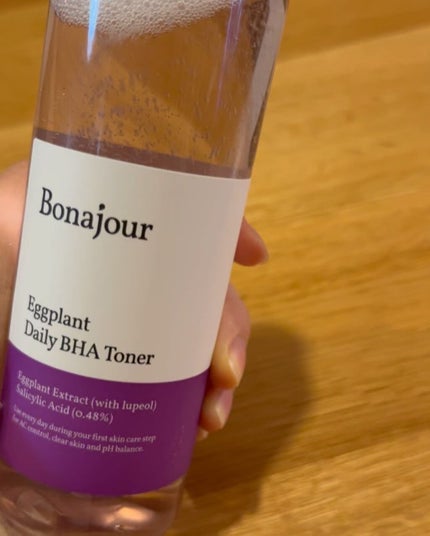 Bonajour
Eggplant
Daily BHA Toner
Eggplant Extract (with lupeol)
Salicylic Acid (0.48%)
Use every day during your first skin care step
for AC control, clear skin and pH balance.